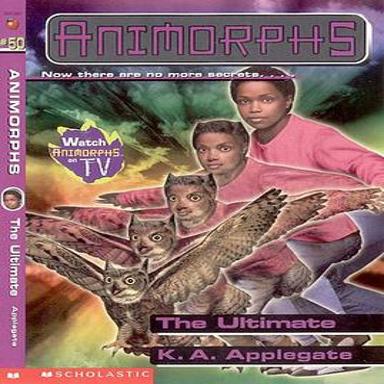 #50
ANIMORPHS
The Ultimate
Applegate
ANIMORPHS
Now there are no more secrets.....
Watch
ANIMORPHS
on
TV
The Ultimate
K. A. Applegate
SCHOLASTIC